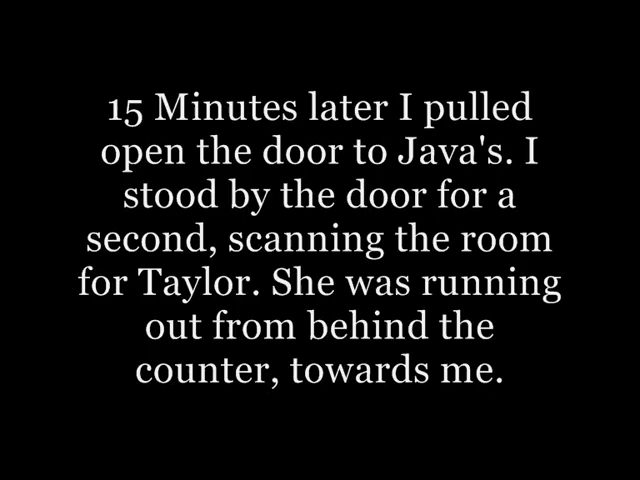 15 Minutes later I pulled
open the door to Java's. I
stood by the door for a
second, scanning the room
for Taylor. She was running
out from behind the
counter, towards me.